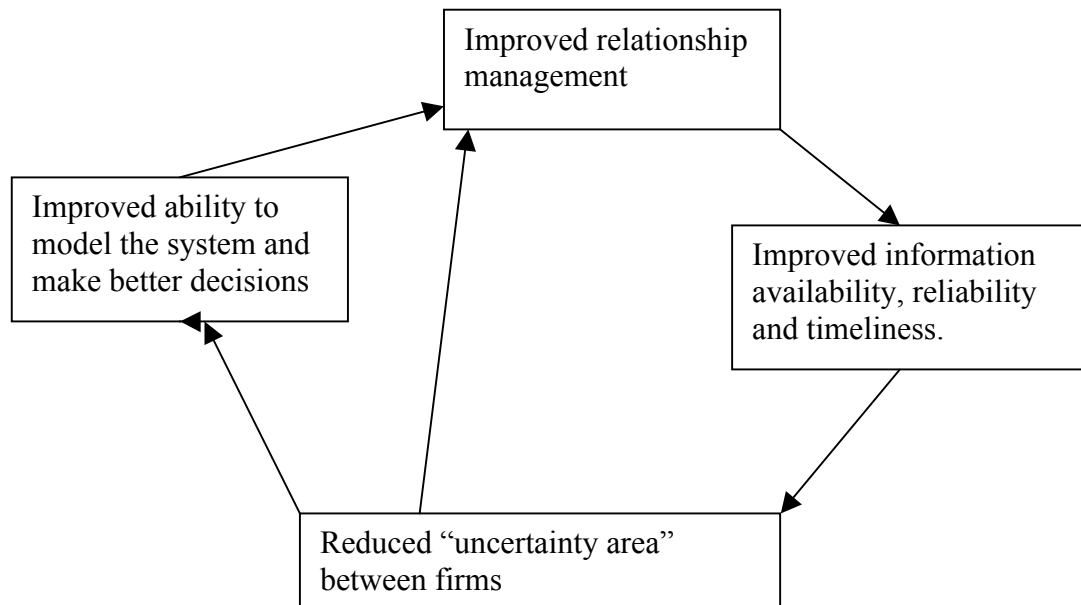 Improved relationship
management
Improved ability to
model the system and
make better decisions
Improved information
availability, reliability
and timeliness.
Reduced “uncertainty area”
between firms